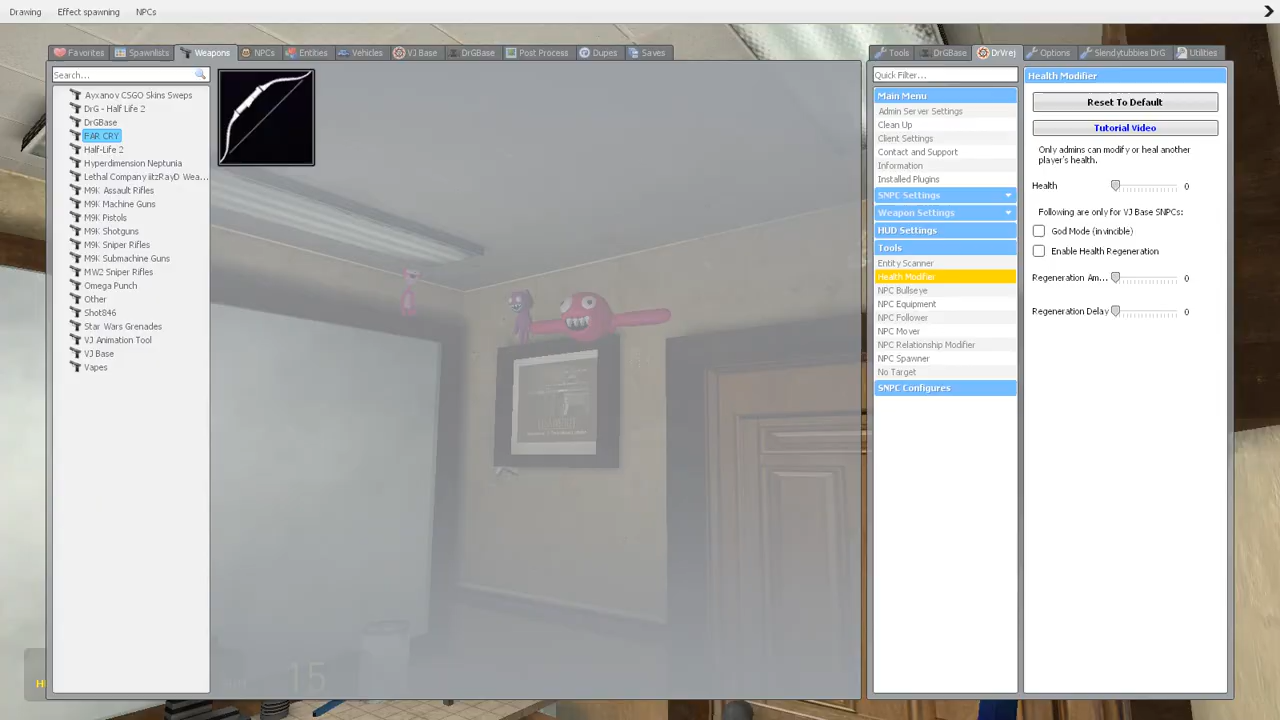 Drawing Effect spawning NPCs
Favorites Spawnlists Weapons NPCs Entities Vehicles VJ Base DrGBase Post Process Dupes Saves
Tools DrGBase DrVrej Options Slendytubbies DrG Utilities
Search...
Ayxanov CSGO Skins Sweps
DrG - Half Life 2
DrGBase
FAR CRY
Half-Life 2
Hyperdimension Neptunia
Lethal Company iitzRayD Wea...
M9K Assault Rifles
M9K Machine Guns
M9K Pistols
M9K Shotguns
M9K Sniper Rifles
M9K Submachine Guns
MW2 Sniper Rifles
Omega Punch
Other
Shot846
Star Wars Grenades
VJ Animation Tool
VJ Base
Vapes
15
Quick Filter...
Main Menu
Admin Server Settings
Clean Up
Client Settings
Contact and Support
Information
Installed Plugins
SNPC Settings
Weapon Settings
HUD Settings
Tools
Entity Scanner
Health Modifier
NPC Bullseye
NPC Equipment
NPC Follower
NPC Mover
NPC Relationship Modifier
NPC Spawner
No Target
SNPC Configures
Health Modifier
Reset To Default
Tutorial Video
Only admins can modify or heal another
player's health.
Health 0
Following are only for VJ Base SNPCs:
God Mode (invincible)
Enable Health Regeneration
Regeneration Am... 0
Regeneration Delay 0